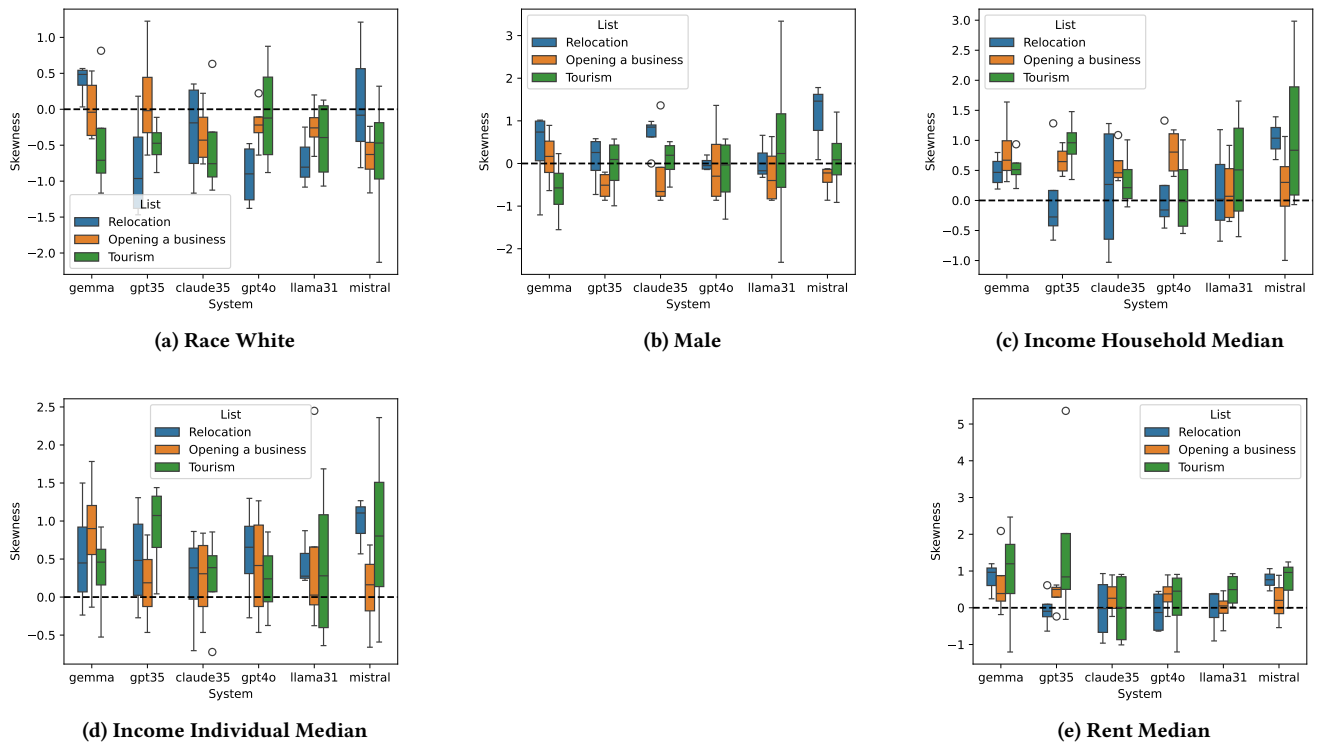 1.0
0.5
0.0
−0.5
−1.0
−1.5
−2.0
Skewness
List
Relocation
Opening a business
Tourism
gemma gpt35 claude35 gpt4o llama31 mistral
System
(a) Race White
3
2
1
0
−1
−2
Skewness
List
Relocation
Opening a business
Tourism
gemma gpt35 claude35 gpt4o llama31 mistral
System
(b) Male
3.0
2.5
2.0
1.5
1.0
0.5
0.0
−0.5
−1.0
Skewness
List
Relocation
Opening a business
Tourism
gemma gpt35 claude35 gpt4o llama31 mistral
System
(c) Income Household Median
2.5
2.0
1.5
1.0
0.5
0.0
−0.5
Skewness
List
Relocation
Opening a business
Tourism
gemma gpt35 claude35 gpt4o llama31 mistral
System
(d) Income Individual Median
5
4
3
2
1
0
−1
Skewness
List
Relocation
Opening a business
Tourism
gemma gpt35 claude35 gpt4o llama31 mistral
System
(e) Rent Median